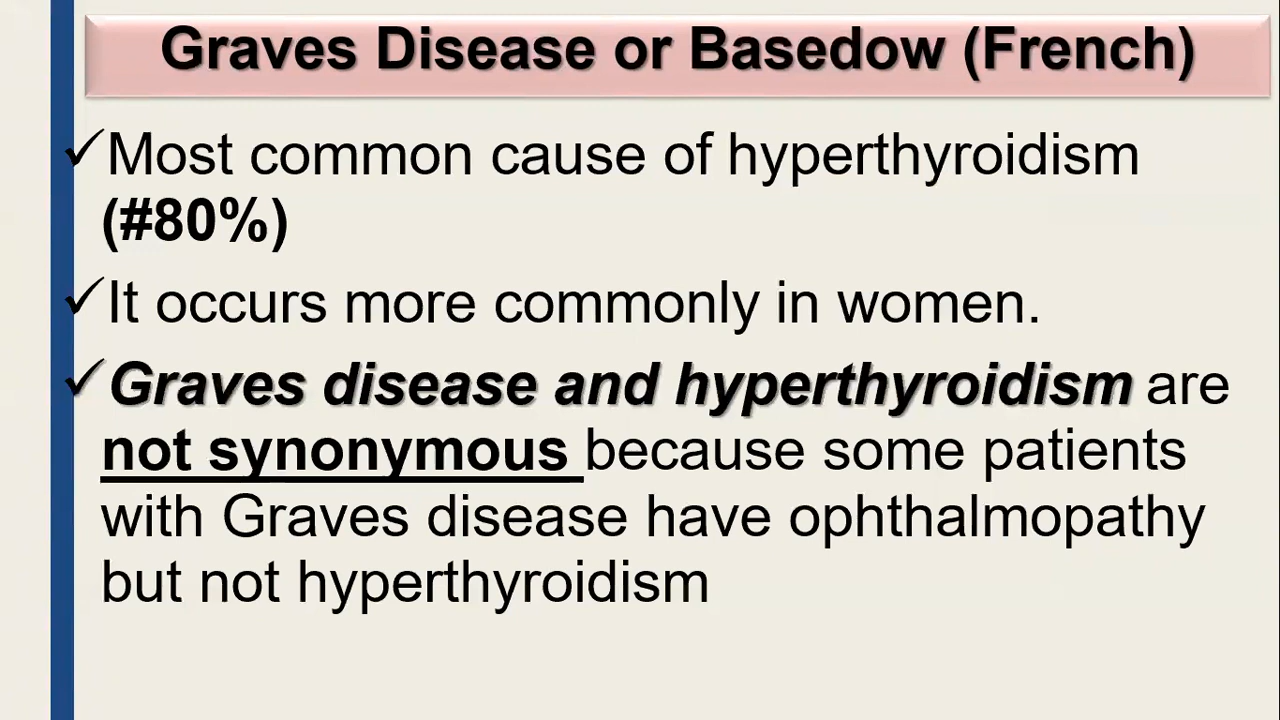 Graves Disease or Basedow (French)
✓Most common cause of hyperthyroidism
(#80%)
✓It occurs more commonly in women.
✓Graves disease and hyperthyroidism are
not synonymous because some patients
with Graves disease have ophthalmopathy
but not hyperthyroidism